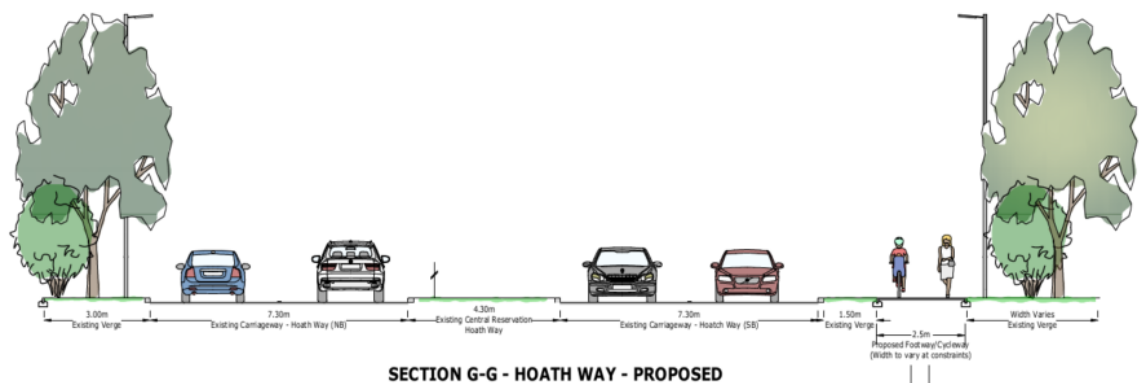 3.00m
Existing Verge
7.30m
Existing Carriageway - Hoath Way (NB)
4.30m
Existing Central Reservation
Hoath Way
7.30m
Existing Carriageway - Hoatch Way (SB)
1.50m
Existing Verge
2.5m
Proposed Footway/Cycleway
(Width to vary at constraints)
Width Varies
Existing Verge
SECTION G-G - HOATH WAY - PROPOSED